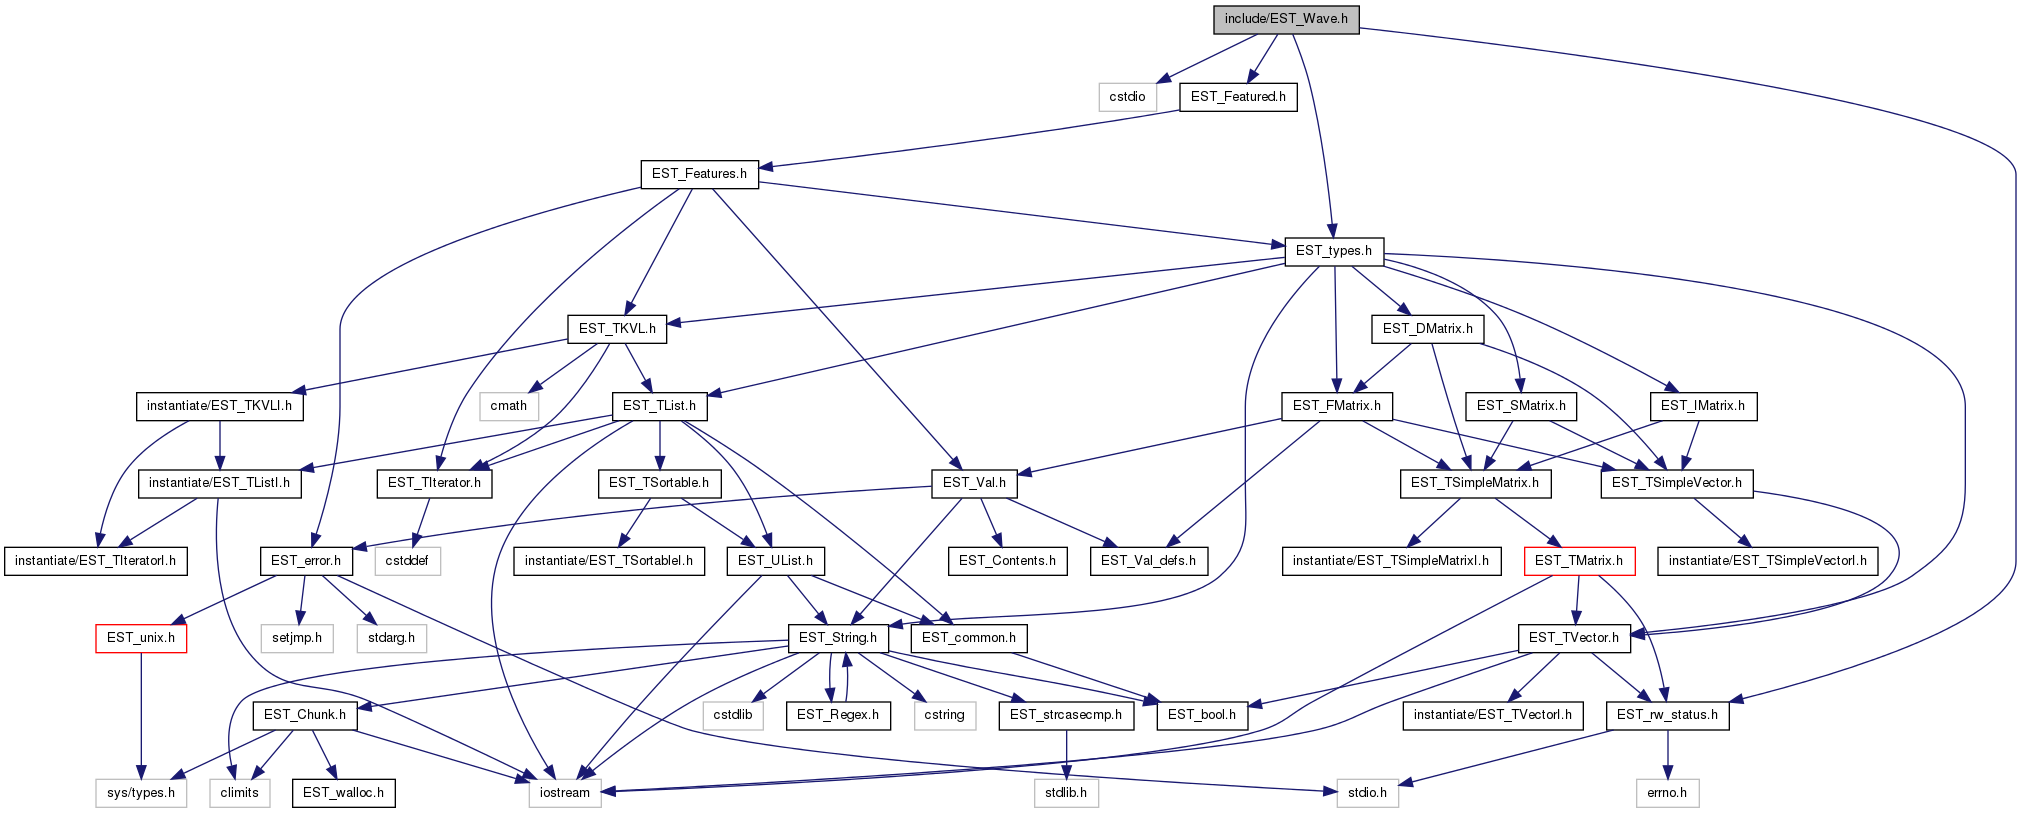 include/EST_Wave.h
cstdio
EST_Featured.h
EST_Features.h
EST_types.h
EST_TKVL.h
EST_DMatrix.h
instantiate/EST_TKVLI.h
cmath
EST_TList.h
EST_FMatrix.h
EST_SMatrix.h
EST_IMatrix.h
instantiate/EST_TListI.h
EST_TIterator.h
EST_TSortable.h
EST_Val.h
EST_TSimpleMatrix.h
EST_TSimpleVector.h
instantiate/EST_TIteratorI.h
EST_error.h
cstddef
instantiate/EST_TSortableI.h
EST_UList.h
EST_Contents.h
EST_Val_defs.h
instantiate/EST_TSimpleMatrixI.h
EST_TMatrix.h
instantiate/EST_TSimpleVectorI.h
EST_unix.h
setjmp.h
stdarg.h
EST_String.h
EST_common.h
EST_TVector.h
EST_Chunk.h
cstdlib
EST_Regex.h
cstring
EST_strcasecmp.h
EST_bool.h
instantiate/EST_TVectorI.h
EST_rw_status.h
sys/types.h
climits
EST_walloc.h
iostream
stdlib.h
stdio.h
errno.h